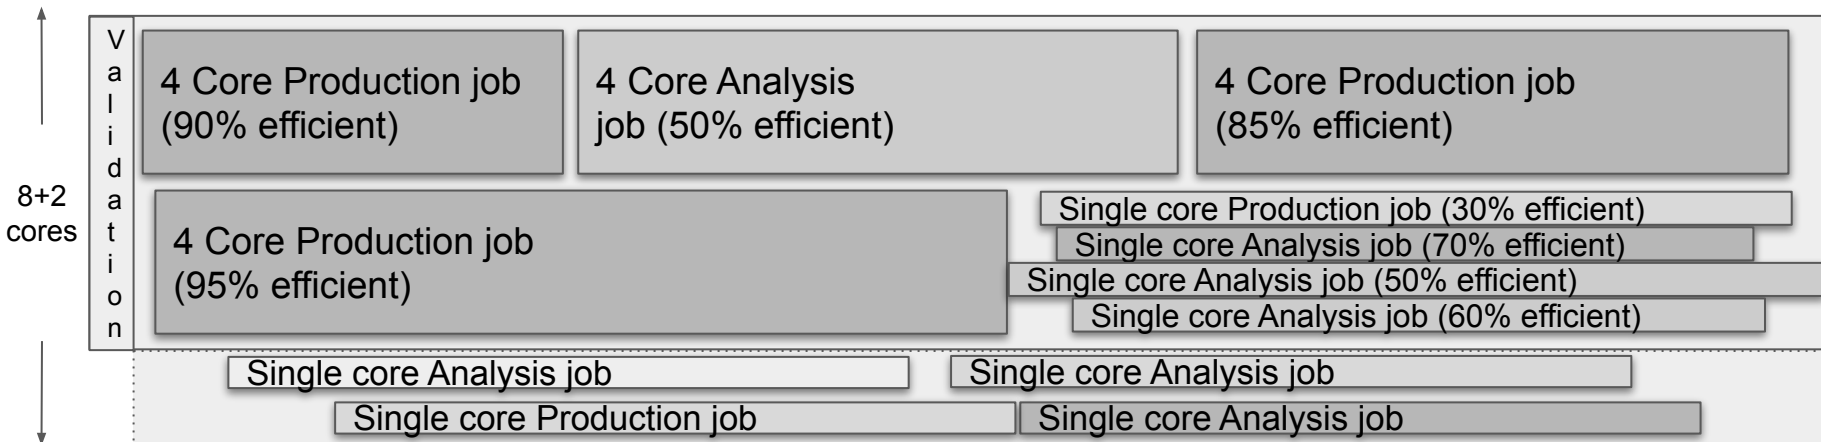 8+2
cores
Validation
4 Core Production job
(90% efficient)
4 Core Analysis
job (50% efficient)
4 Core Production job
(85% efficient)
4 Core Production job
(95% efficient)
Single core Production job (30% efficient)
Single core Analysis job (70% efficient)
Single core Analysis job (50% efficient)
Single core Analysis job (60% efficient)
Single core Analysis job
Single core Analysis job
Single core Production job
Single core Analysis job